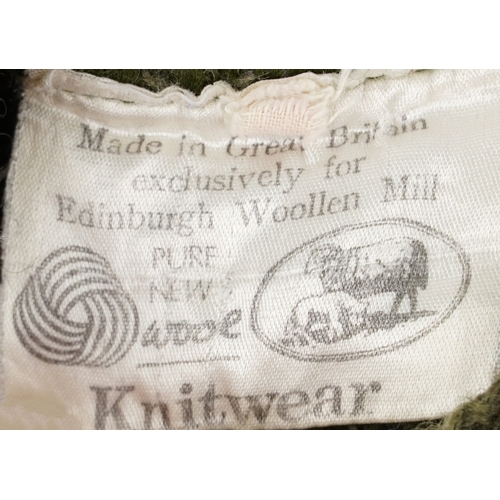 Made in Great Britain
exclusively for
Edinburgh Woollen Mill
PURE
NEW
wool
Knitwear